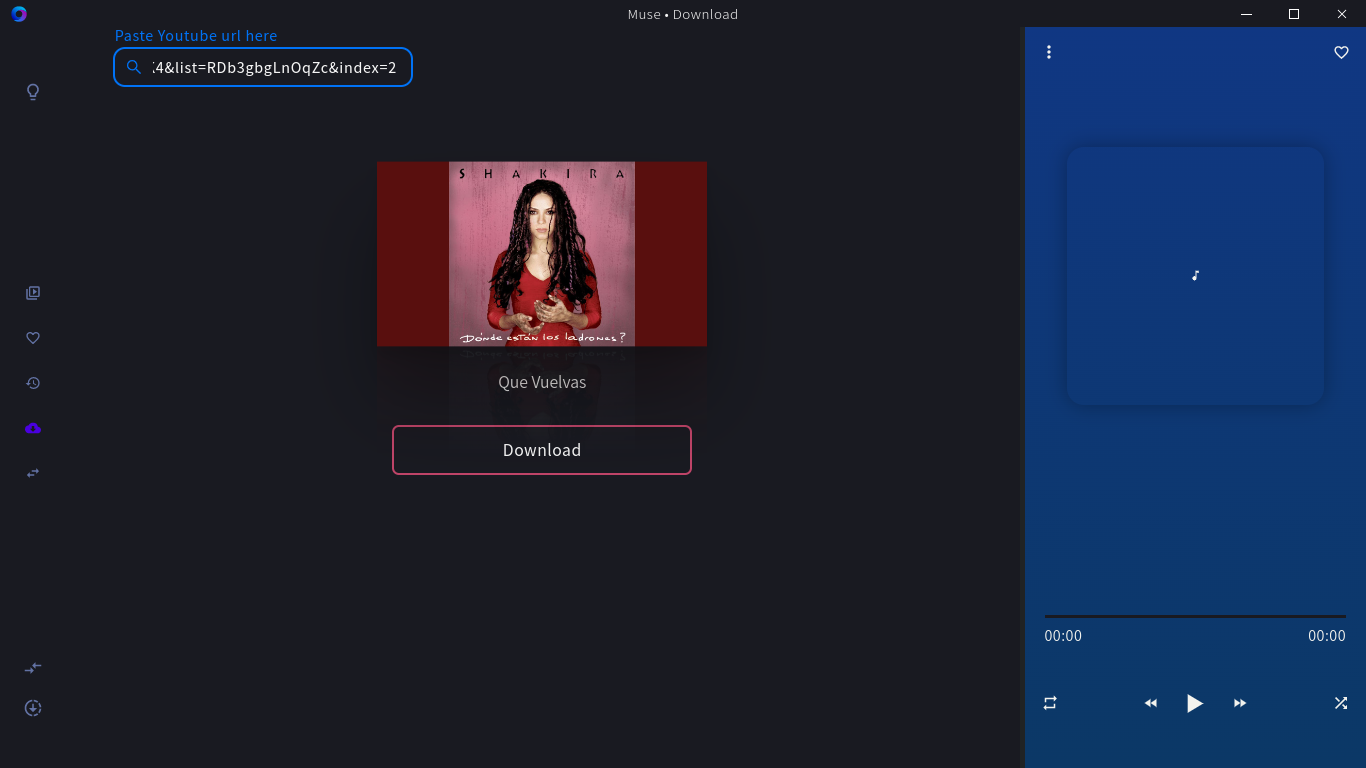 Muse • Download
Paste Youtube url here
4&list=RDb3gbgLnOqZc&index=2
SHAKIRA
Dónde están los ladrones?
Que Vuelvas
Download
00:00
00:00